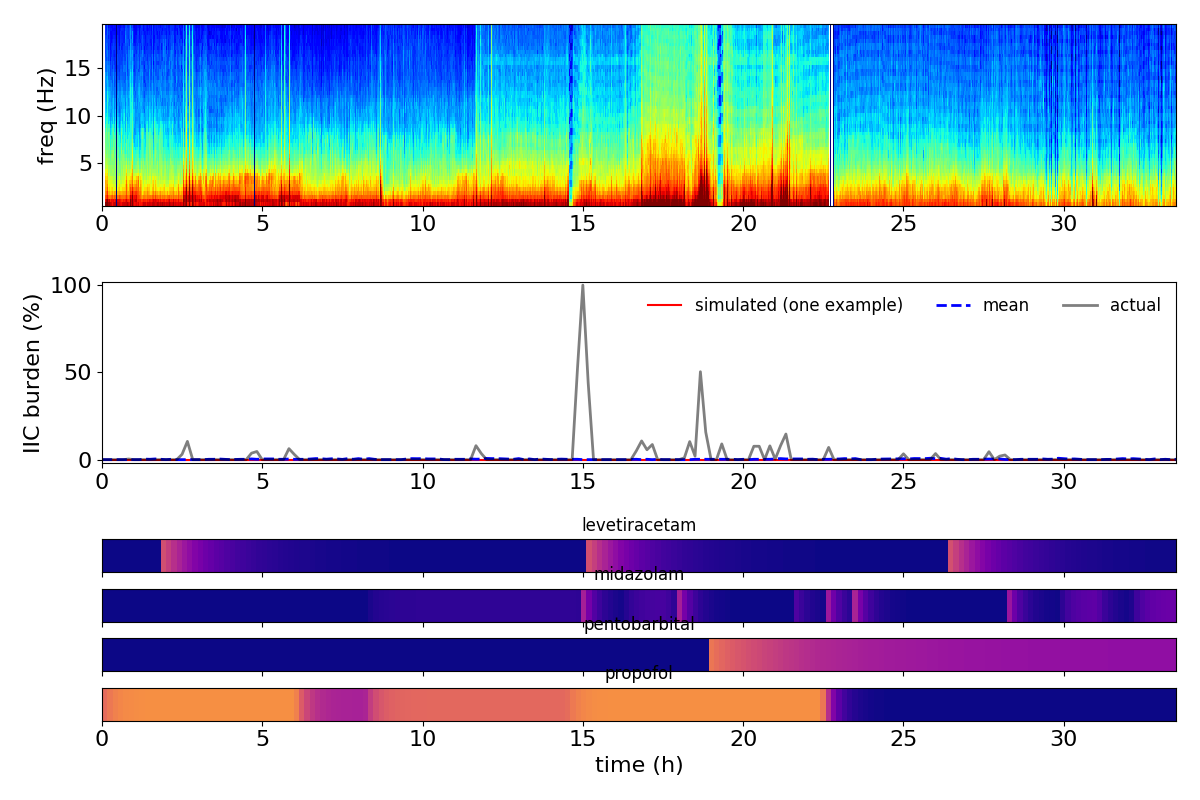 freq (Hz)
15
10
5
0 5 10 15 20 25 30
IIC burden (%)
100
50
0
simulated (one example) mean actual
0 5 10 15 20 25 30
levetiracetam
midazolam
pentobarbital
propofol
0 5 10 15 20 25 30
time (h)